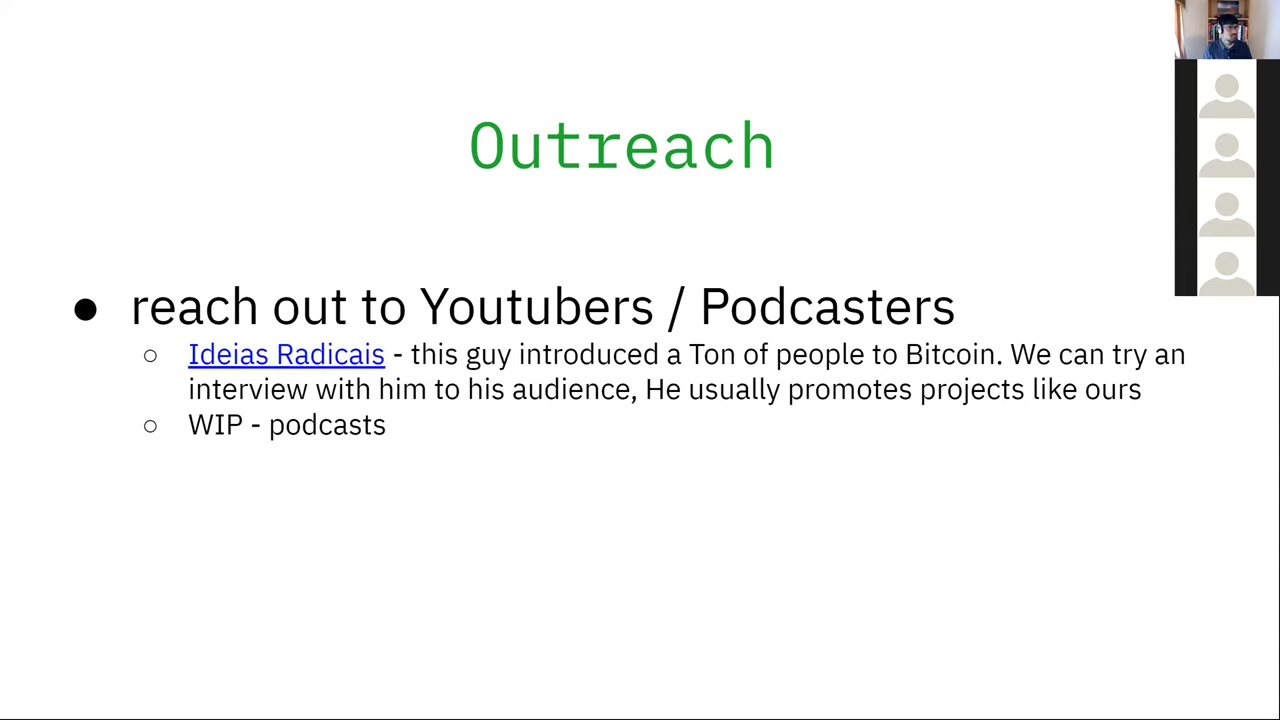 Outreach
● reach out to Youtubers / Podcasters
○ Ideias Radicais - this guy introduced a Ton of people to Bitcoin. We can try an
interview with him to his audience, He usually promotes projects like ours
○ WIP - podcasts